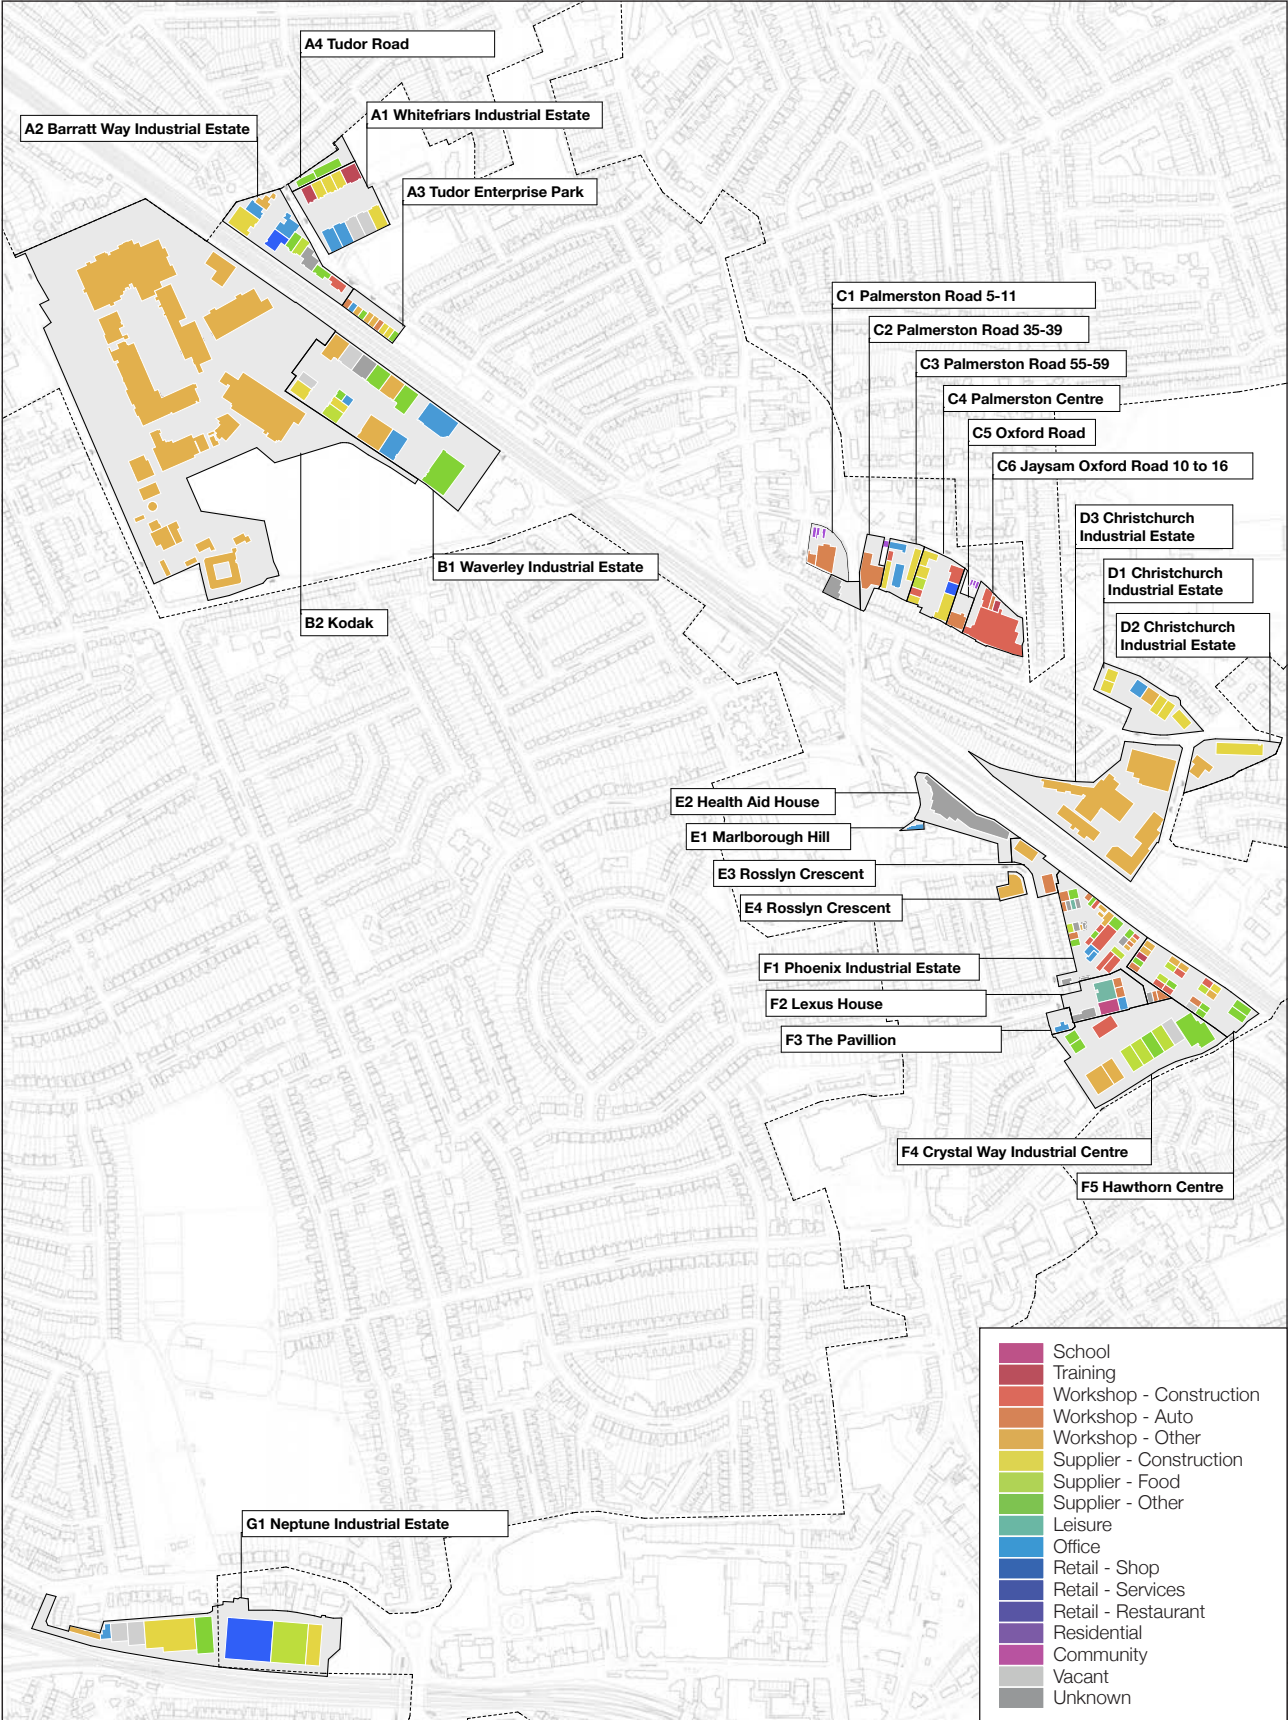 A4 Tudor Road
A1 Whitefriars Industrial Estate
A2 Barratt Way Industrial Estate
A3 Tudor Enterprise Park
C1 Palmerston Road 5-11
C2 Palmerston Road 35-39
C3 Palmerston Road 55-59
C4 Palmerston Centre
C5 Oxford Road
C6 Jaysam Oxford Road 10 to 16
D3 Christchurch
Industrial Estate
D1 Christchurch
Industrial Estate
D2 Christchurch
Industrial Estate
B1 Waverley Industrial Estate
B2 Kodak
E2 Health Aid House
E1 Marlborough Hill
E3 Rosslyn Crescent
E4 Rosslyn Crescent
F1 Phoenix Industrial Estate
F2 Lexus House
F3 The Pavillion
F4 Crystal Way Industrial Centre
F5 Hawthorn Centre
G1 Neptune Industrial Estate
School
Training
Workshop - Construction
Workshop - Auto
Workshop - Other
Supplier - Construction
Supplier - Food
Supplier - Other
Leisure
Office
Retail - Shop
Retail - Services
Retail - Restaurant
Residential
Community
Vacant
Unknown